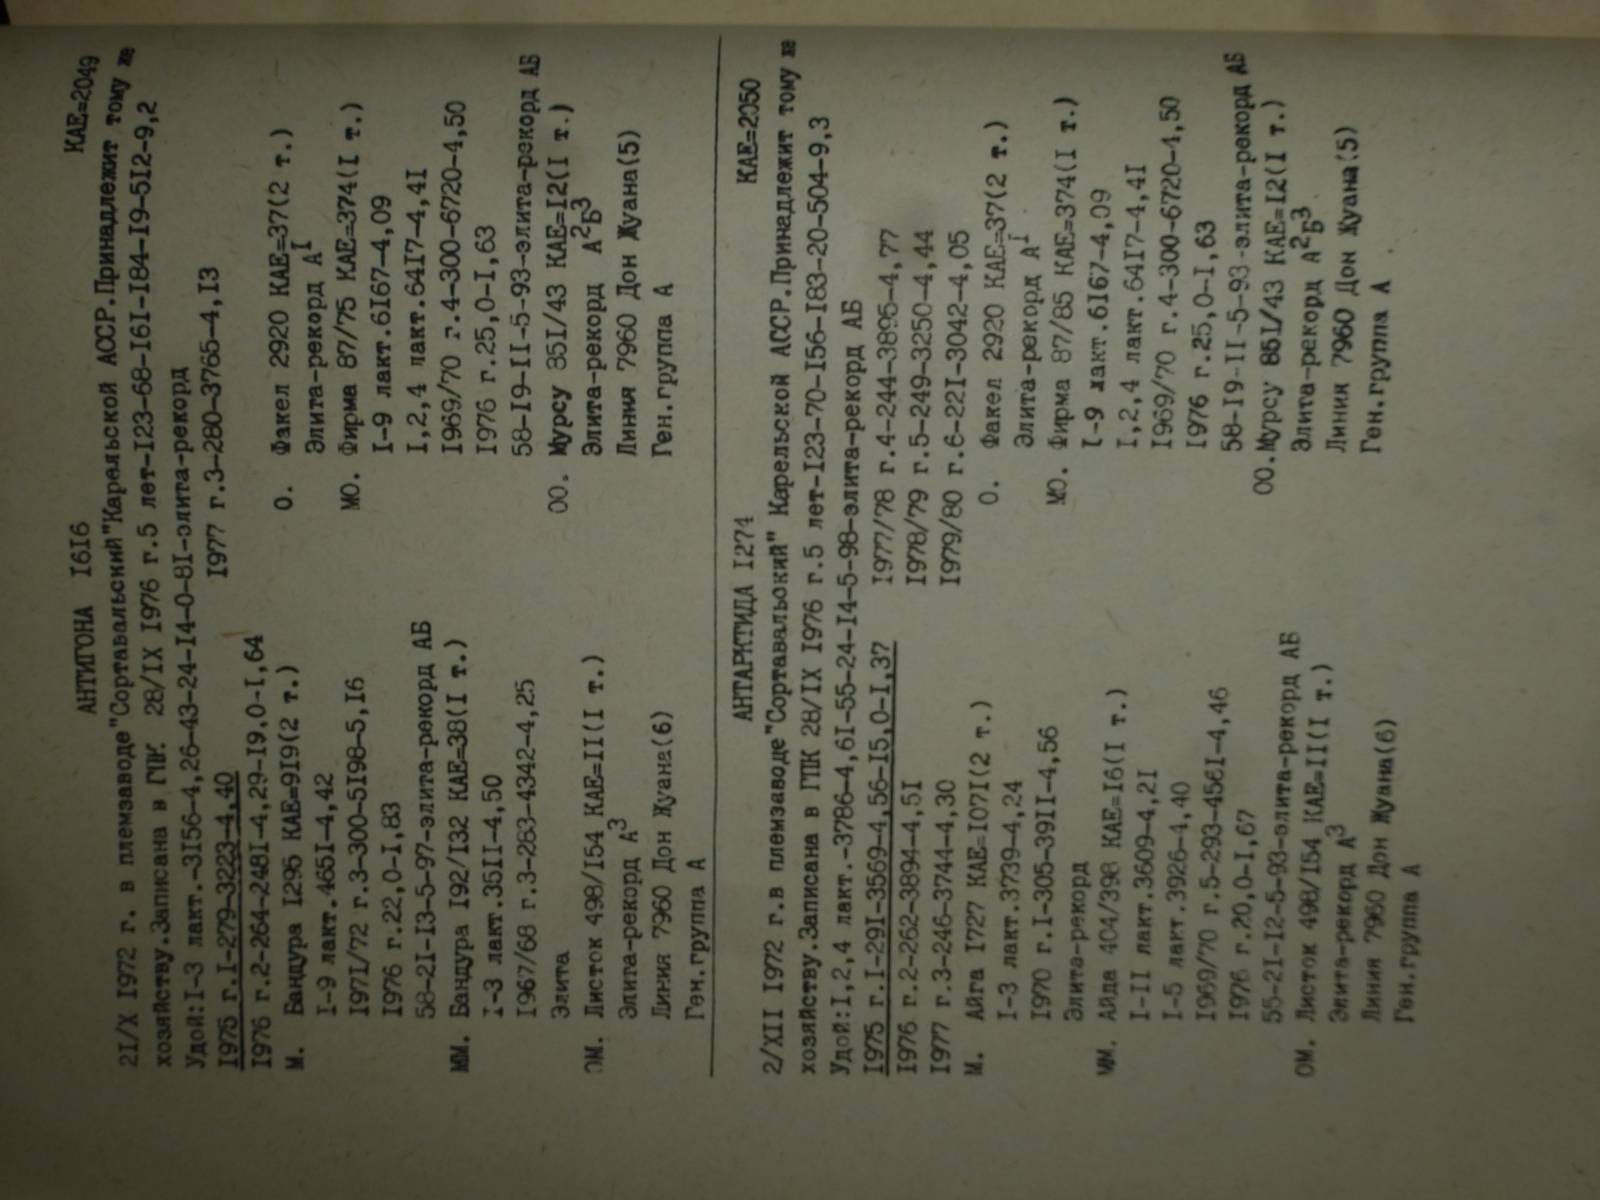 АНТИГОНА I6I6 КАЕ=2049
2I/X I972 г. в племзаводе"Сортавальский"Карельской АССР.Принадлежит тому же
хозяйству.Записана в ГПК 28/IX I976 г.5 лет-I23-68-I6I-I84-I9-5I2-9,2
Удой:I-3 лакт.-3I56-4,26-43-24-I4-0-8I-элита-рекорд
I975 г.I-279-3223-4,40 I977 г.3-280-3765-4,I3
I976 г.2-264-248I-4,29-I9,0-I,64
М. Бандура I296 КАЕ=9I9(2 т.)
I-9 лакт.465I-4,42
I97I/72 г.3-300-5I98-5,I6
I976 г.22,0-I,83
58-2I-I3-5-97-элита-рекорд АБ
ММ. Бандура I92/I32 КАЕ=38(I т.)
I-3 лакт.35II-4,50
I967/68 г.3-283-4342-4,25
Элита
ОМ. Листок 498/I54 КАЕ=II(I т.)
Элита-рекорд А³
Линия 7960 Дон Жуана(6)
Ген.группа А
О. Факел 2920 КАЕ=37(2 т.)
Элита-рекорд Аᴵ
МО. Фирма 87/75 КАЕ=374(I т.)
I-9 лакт.6I67-4,09
I,2,4 лакт.64I7-4,4I
I969/70 г.4-300-6720-4,50
I976 г.25,0-I,63
58-I9-II-5-93-элита-рекорд АБ
ОО. Мурсу 35I/43 КАЕ=I2(I т.)
Элита-рекорд А²Б³
Линия 7960 Дон Жуана(5)
Ген.группа А
АНТАРКТИДА I274 КАЕ=2050
2/XII I972 г.в племзаводе"Сортавальский" Карельской АССР.Принадлежит тому же
хозяйству.Записана в ГПК 28/IX I976 г.5 лет-I23-70-I56-I83-20-504-9,3
Удой:I,2,4 лакт.-3786-4,6I-55-24-I4-5-98-элита-рекорд АБ
I975 г.I-29I-3569-4,56-I5,0-I,37 I977/78 г.4-244-3895-4,77
I976 г.2-262-3894-4,5I I978/79 г.5-249-3250-4,44
I977 г.3-246-3744-4,30 I979/80 г.6-22I-3042-4,05
М. Айга I727 КАЕ=I07I(2 т.)
I-3 лакт.3739-4,24
I970 г.I-305-39II-4,56
Элита-рекорд
ММ. Айда 404/398 КАЕ=I6(I т.)
I-II лакт.3609-4,2I
I-5 лакт.3926-4,40
I969/70 г.5-293-456I-4,46
I976 г.20,0-I,67
55-2I-I2-5-93-элита-рекорд АБ
ОМ. Листок 498/I54 КАЕ=II(I т.)
Элита-рекорд А³
Линия 7960 Дон Жуана(6)
Ген.группа А
О. Факел 2920 КАЕ=37(2 т.)
Элита-рекорд Аᴵ
МО. Фирма 87/85 КАЕ=374(I т.)
I-9 лакт.6I67-4,09
I,2,4 лакт.64I7-4,4I
I969/70 г.4-300-6720-4,50
I976 г.25,0-I,63
58-I9-II-5-93-элита-рекорд АБ
ОО.Мурсу 85I/43 КАЕ=I2(I т.)
Элита-рекорд А²Б³
Линия 7960 Дон Жуана(5)
Ген.группа А